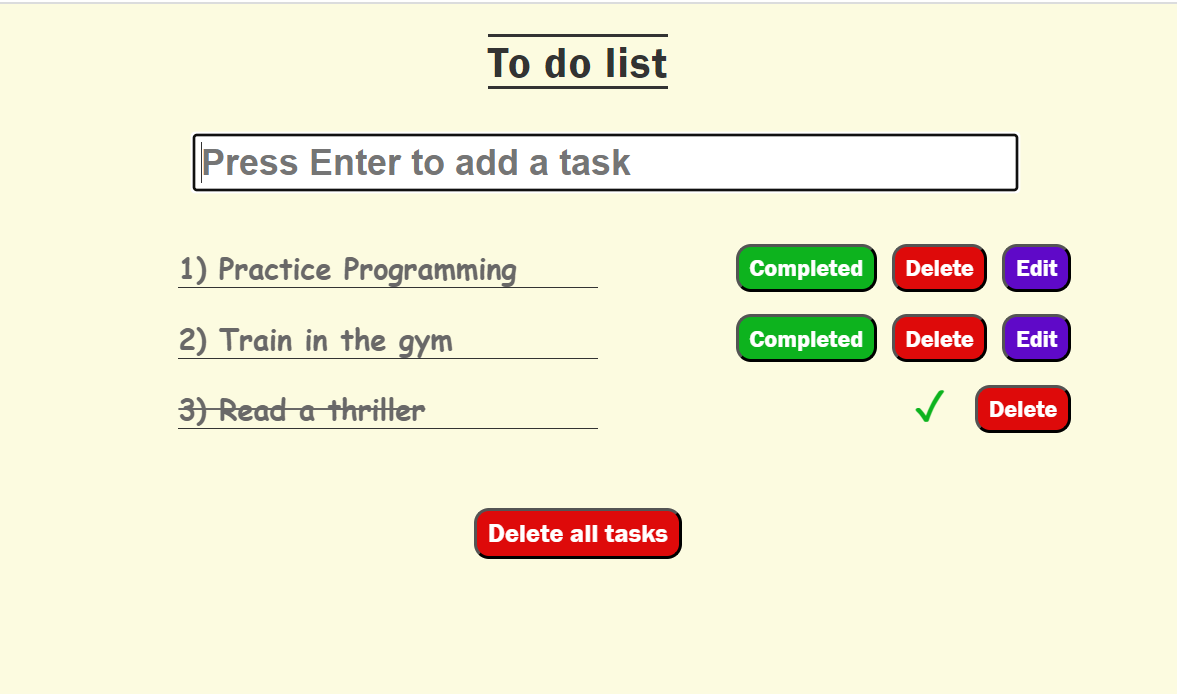 To do list
Press Enter to add a task
1) Practice Programming Completed Delete Edit
2) Train in the gym Completed Delete Edit
3) Read a thriller ✓ Delete
Delete all tasks